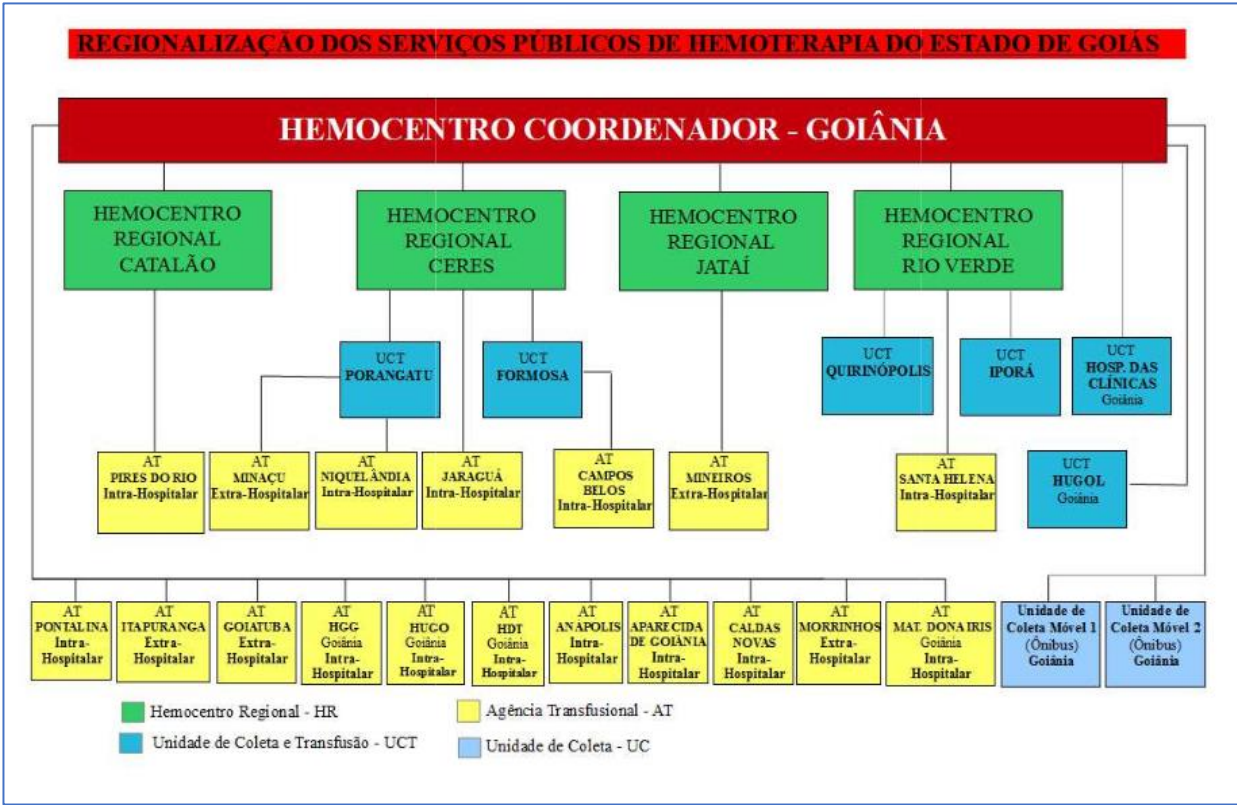 REGIONALIZAÇÃO DOS SERVIÇOS PÚBLICOS DE HEMOTERAPIA DO ESTADO DE GOIÁS
HEMOCENTRO COORDENADOR - GOIÂNIA
HEMOCENTRO
REGIONAL
CATALÃO
HEMOCENTRO
REGIONAL
CERES
HEMOCENTRO
REGIONAL
JATAÍ
HEMOCENTRO
REGIONAL
RIO VERDE
UCT
PORANGATU
UCT
FORMOSA
UCT
QUIRINÓPOLIS
UCT
IPORÁ
UCT
HOSP. DAS
CLÍNICAS
Goiânia
AT
PIRES DO RIO
Intra-Hospitalar
AT
MINAÇU
Extra-Hospitalar
AT
NIQUELÂNDIA
Intra-Hospitalar
AT
JARAGUÁ
Intra-Hospitalar
AT
CAMPOS
BELOS
Intra-Hospitalar
AT
MINEIROS
Extra-Hospitalar
AT
SANTA HELENA
Intra-Hospitalar
UCT
HUGOL
Goiânia
AT
PONTALINA
Intra-
Hospitalar
AT
ITAPURANGA
Extra-
Hospitalar
AT
GOIATUBA
Extra-
Hospitalar
AT
HGG
Goiânia
Intra-
Hospitalar
AT
HUGO
Goiânia
Intra-
Hospitalar
AT
HDT
Goiânia
Intra-
Hospitalar
AT
ANÁPOLIS
Intra-
Hospitalar
AT
APARECIDA
DE GOIÂNIA
Intra-
Hospitalar
AT
CALDAS
NOVAS
Intra-
Hospitalar
AT
MORRINHOS
Extra-
Hospitalar
AT
MAT. DONA IRIS
Goiânia
Intra-
Hospitalar
Unidade de
Coleta Móvel 1
(Ônibus)
Goiânia
Unidade de
Coleta Móvel 2
(Ônibus)
Goiânia
Hemocentro Regional - HR
Agência Transfusional - AT
Unidade de Coleta e Transfusão - UCT
Unidade de Coleta - UC